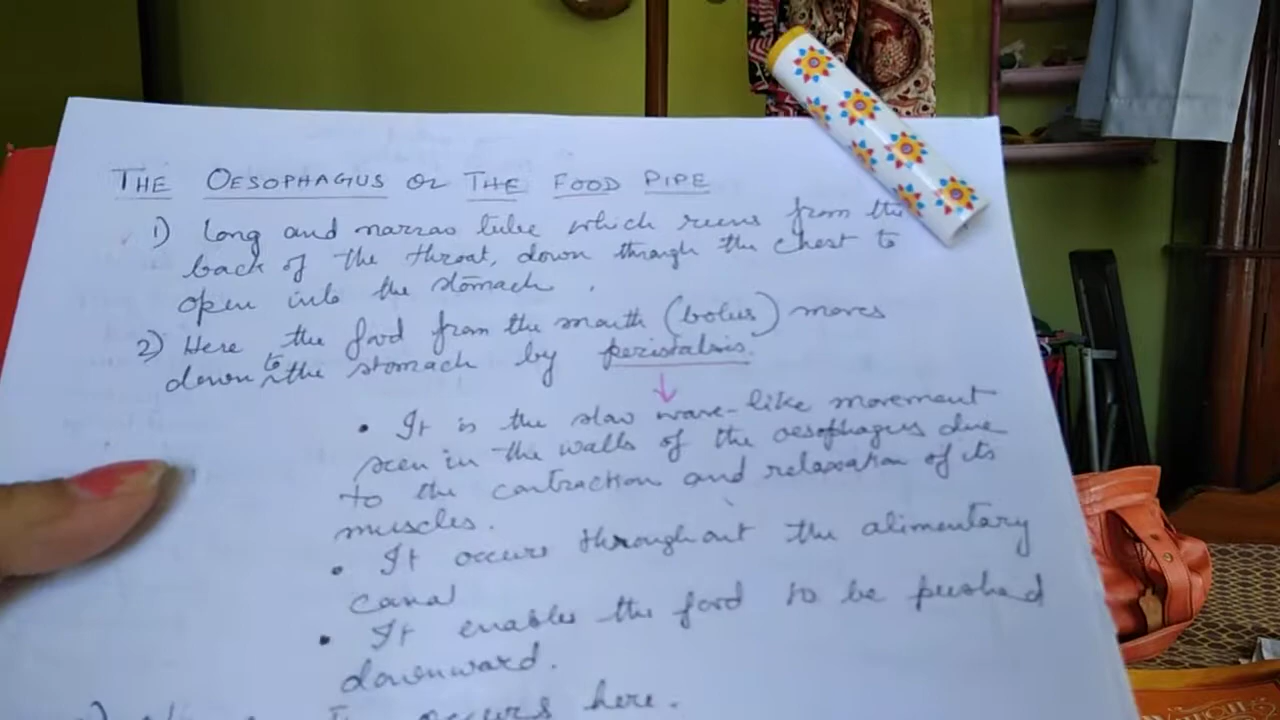 THE OESOPHAGUS OR THE FOOD PIPE
1) Long and narrow tube which runs from the
back of the throat, down through the chest to
open into the stomach.
2) Here the food from the mouth (bolus) moves
down to the stomach by peristalsis.
• It is the slow wave-like movement
seen in the walls of the oesophagus due
to the contraction and relaxation of its
muscles.
• It occurs throughout the alimentary
canal
• It enables the food to be pushed
downward.
occurs here.